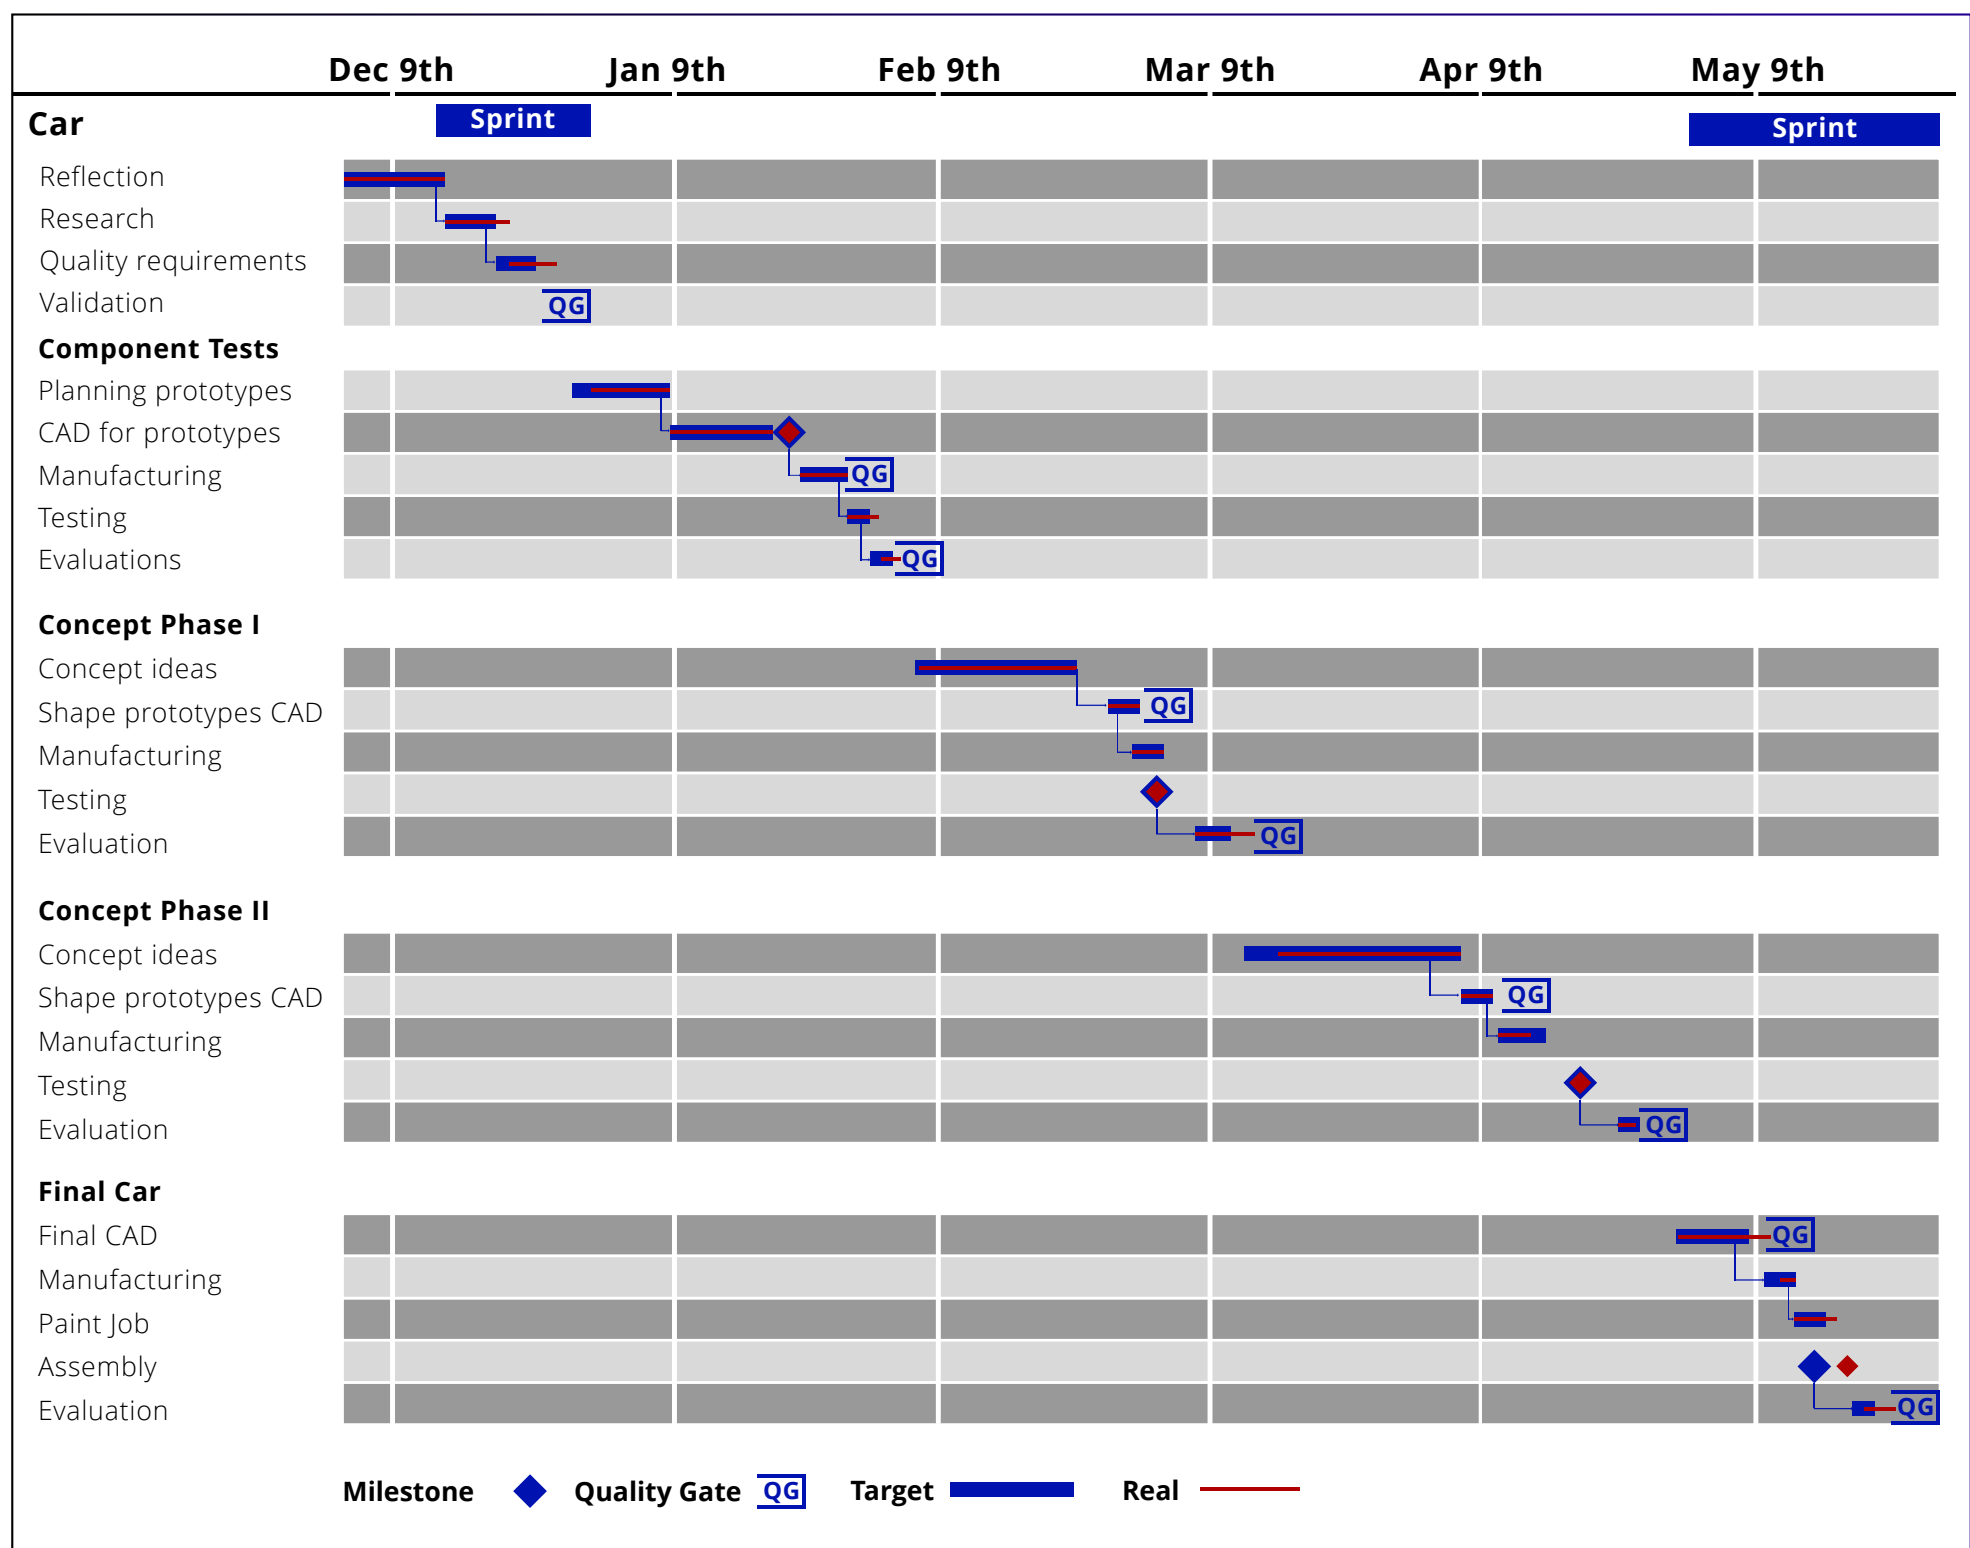 Dec 9th Jan 9th Feb 9th Mar 9th Apr 9th May 9th
Car Sprint Sprint
Reflection
Research
Quality requirements
Validation QG
Component Tests
Planning prototypes
CAD for prototypes
Manufacturing QG
Testing
Evaluations QG
Concept Phase I
Concept ideas
Shape prototypes CAD QG
Manufacturing
Testing
Evaluation QG
Concept Phase II
Concept ideas
Shape prototypes CAD QG
Manufacturing
Testing
Evaluation QG
Final Car
Final CAD QG
Manufacturing
Paint Job
Assembly
Evaluation QG
Milestone Quality Gate QG Target Real